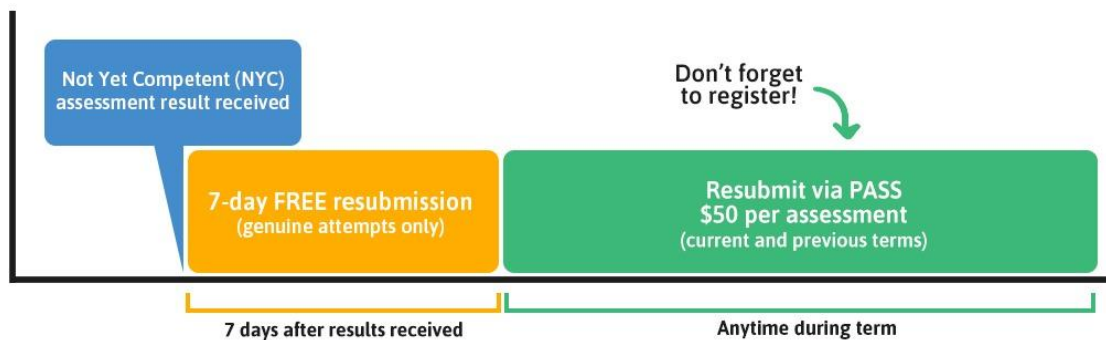 Not Yet Competent (NYC)
assessment result received
Don't forget
to register!
7-day FREE resubmission
(genuine attempts only)
Resubmit via PASS
$50 per assessment
(current and previous terms)
7 days after results received
Anytime during term